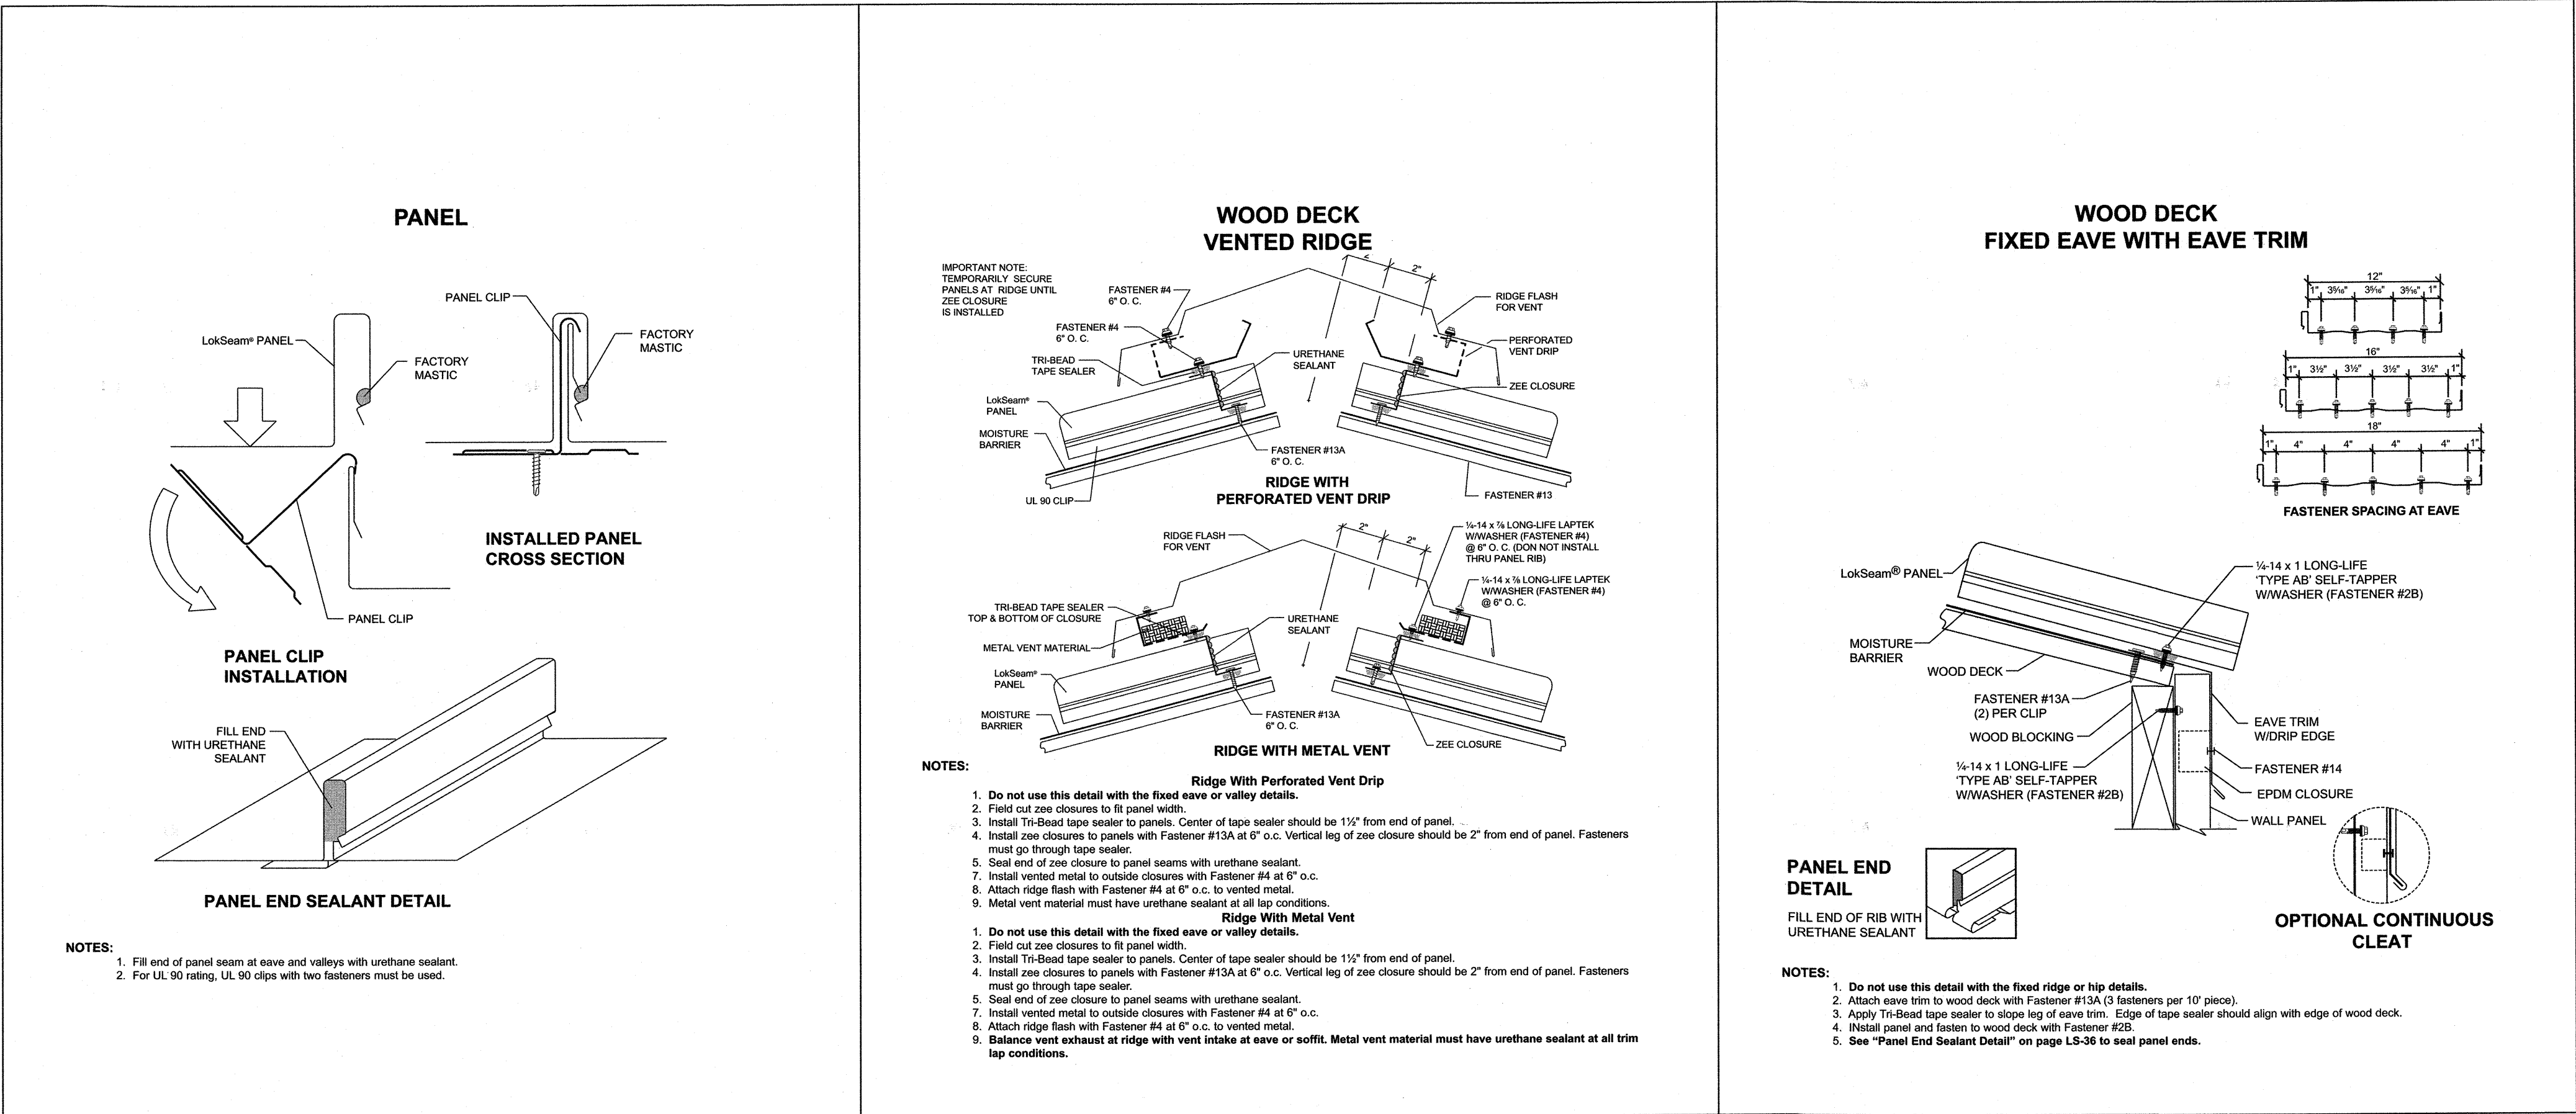 PANEL
PANEL CLIP
LokSeam® PANEL
FACTORY
MASTIC
FACTORY
MASTIC
INSTALLED PANEL
CROSS SECTION
PANEL CLIP
PANEL CLIP
INSTALLATION
FILL END
WITH URETHANE
SEALANT
PANEL END SEALANT DETAIL
NOTES:
1. Fill end of panel seam at eave and valleys with urethane sealant.
2. For UL 90 rating, UL 90 clips with two fasteners must be used.
WOOD DECK
VENTED RIDGE
IMPORTANT NOTE:
TEMPORARILY SECURE
PANELS AT RIDGE UNTIL
ZEE CLOSURE
IS INSTALLED
FASTENER #4
6" O. C.
FASTENER #4
6" O. C.
TRI-BEAD
TAPE SEALER
LokSeam®
PANEL
MOISTURE
BARRIER
UL 90 CLIP
2"
RIDGE FLASH
FOR VENT
PERFORATED
VENT DRIP
URETHANE
SEALANT
ZEE CLOSURE
FASTENER #13A
6" O. C.
FASTENER #13
RIDGE WITH
PERFORATED VENT DRIP
RIDGE FLASH
FOR VENT
2"
2"
¼-14 x ⅞ LONG-LIFE LAPTEK
W/WASHER (FASTENER #4)
@ 6" O. C. (DON NOT INSTALL
THRU PANEL RIB)
¼-14 x ⅞ LONG-LIFE LAPTEK
W/WASHER (FASTENER #4)
@ 6" O. C.
TRI-BEAD TAPE SEALER
TOP & BOTTOM OF CLOSURE
METAL VENT MATERIAL
URETHANE
SEALANT
LokSeam®
PANEL
MOISTURE
BARRIER
FASTENER #13A
6" O. C.
ZEE CLOSURE
RIDGE WITH METAL VENT
NOTES:
Ridge With Perforated Vent Drip
1. Do not use this detail with the fixed eave or valley details.
2. Field cut zee closures to fit panel width.
3. Install Tri-Bead tape sealer to panels. Center of tape sealer should be 1½" from end of panel.
4. Install zee closures to panels with Fastener #13A at 6" o.c. Vertical leg of zee closure should be 2" from end of panel. Fasteners
must go through tape sealer.
5. Seal end of zee closure to panel seams with urethane sealant.
7. Install vented metal to outside closures with Fastener #4 at 6" o.c.
8. Attach ridge flash with Fastener #4 at 6" o.c. to vented metal.
9. Metal vent material must have urethane sealant at all lap conditions.
Ridge With Metal Vent
1. Do not use this detail with the fixed eave or valley details.
2. Field cut zee closures to fit panel width.
3. Install Tri-Bead tape sealer to panels. Center of tape sealer should be 1½" from end of panel.
4. Install zee closures to panels with Fastener #13A at 6" o.c. Vertical leg of zee closure should be 2" from end of panel. Fasteners
must go through tape sealer.
5. Seal end of zee closure to panel seams with urethane sealant.
7. Install vented metal to outside closures with Fastener #4 at 6" o.c.
8. Attach ridge flash with Fastener #4 at 6" o.c. to vented metal.
9. Balance vent exhaust at ridge with vent intake at eave or soffit. Metal vent material must have urethane sealant at all trim
lap conditions.
WOOD DECK
FIXED EAVE WITH EAVE TRIM
12"
1" 3⁵⁄₁₆" 3⁵⁄₁₆" 3⁵⁄₁₆" 1"
16"
1" 3½" 3½" 3½" 3½" 1"
18"
1" 4" 4" 4" 4" 1"
FASTENER SPACING AT EAVE
LokSeam® PANEL
¼-14 x 1 LONG-LIFE
'TYPE AB' SELF-TAPPER
W/WASHER (FASTENER #2B)
MOISTURE
BARRIER
WOOD DECK
FASTENER #13A
(2) PER CLIP
WOOD BLOCKING
¼-14 x 1 LONG-LIFE
'TYPE AB' SELF-TAPPER
W/WASHER (FASTENER #2B)
EAVE TRIM
W/DRIP EDGE
FASTENER #14
EPDM CLOSURE
WALL PANEL
PANEL END
DETAIL
FILL END OF RIB WITH
URETHANE SEALANT
OPTIONAL CONTINUOUS
CLEAT
NOTES:
1. Do not use this detail with the fixed ridge or hip details.
2. Attach eave trim to wood deck with Fastener #13A (3 fasteners per 10' piece).
3. Apply Tri-Bead tape sealer to slope leg of eave trim. Edge of tape sealer should align with edge of wood deck.
4. INstall panel and fasten to wood deck with Fastener #2B.
5. See “Panel End Sealant Detail” on page LS-36 to seal panel ends.